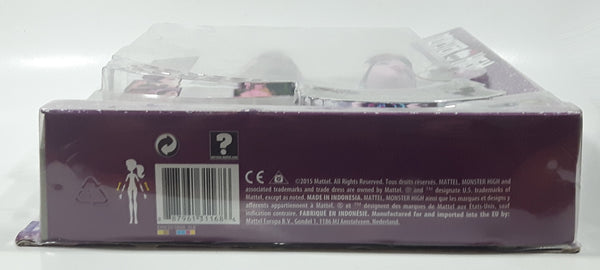 ?
CE ©2015 Mattel. All Rights Reserved. Tous droits réservés. MATTEL, MONSTER HIGH and
associated trademarks and trade dress are owned by Mattel. ® and ™ designate U.S. trademarks of
Mattel, except as noted. MADE IN INDONESIA. MATTEL, MONSTER HIGH ainsi que les marques et designs y
afférents appartiennent à Mattel. ® et ™ désignent des marques de Mattel aux États-Unis, sauf
indication contraire. FABRIQUÉ EN INDONÉSIE. Manufactured for and imported into the EU by:
Mattel Europa B.V., Gondel 1, 1186 MJ Amstelveen, Nederland.